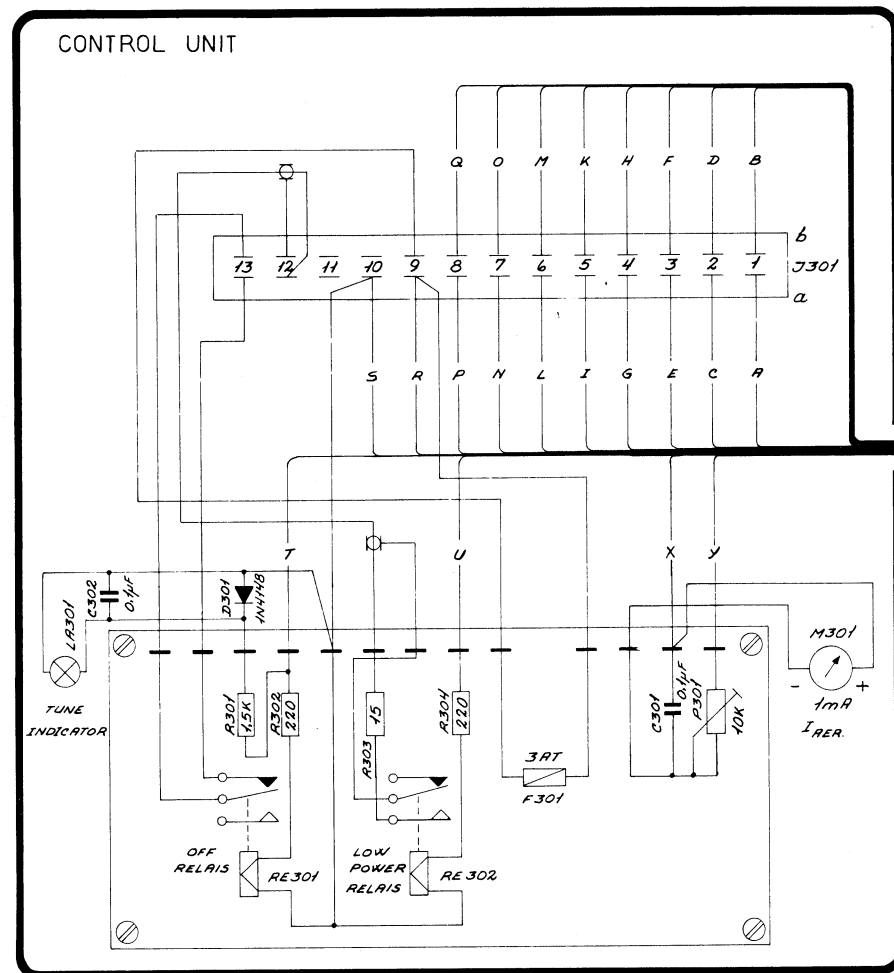 CONTROL UNIT
Q O M K H F D B
b
13 12 11 10 9 8 7 6 5 4 3 2 1 J301
a
S R P N L I G E C A
T U X Y
C302 0.1µF
D301 1N4148
LA301
TUNE
INDICATOR
R301 1,5K
R302 220
R303 15
R304 220
C301 0.1µF
P301 10K
M301
- +
1mA
I AER.
3AT
F301
OFF
RELAIS
RE301
LOW
POWER
RELAIS
RE302